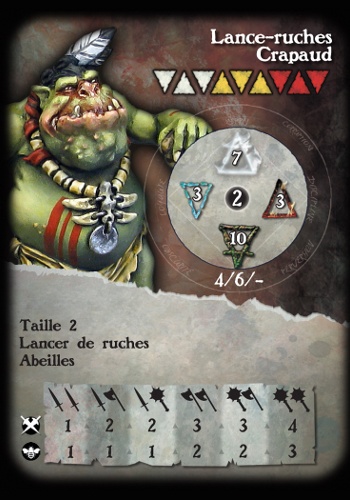 Lance-ruches
Crapaud
7
3
2
3
10
4/6/-
Taille 2
Lancer de ruches
Abeilles
1 2 2 3 3 4
1 1 1 2 2 3